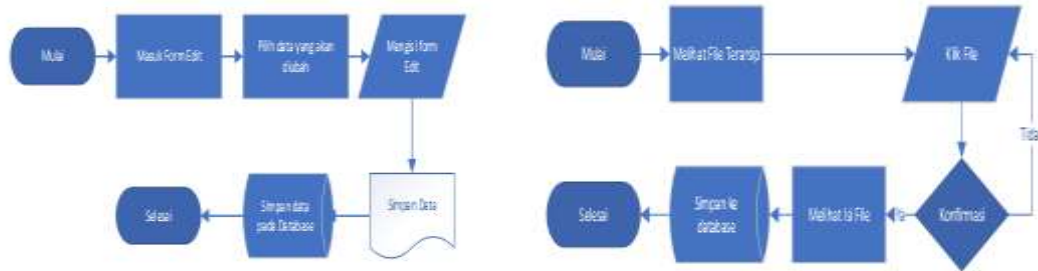 Mulai
Masuk Form Edit
Pilih data yang akan
diubah
Mengisi form
Edit
Simpan Data
Simpan data
pada Database
Selesai
Mulai
Melihat File Terarsip
Klik File
Tida
Konfirmasi
Ya
Melihat Isi File
Simpan ke
database
Selesai